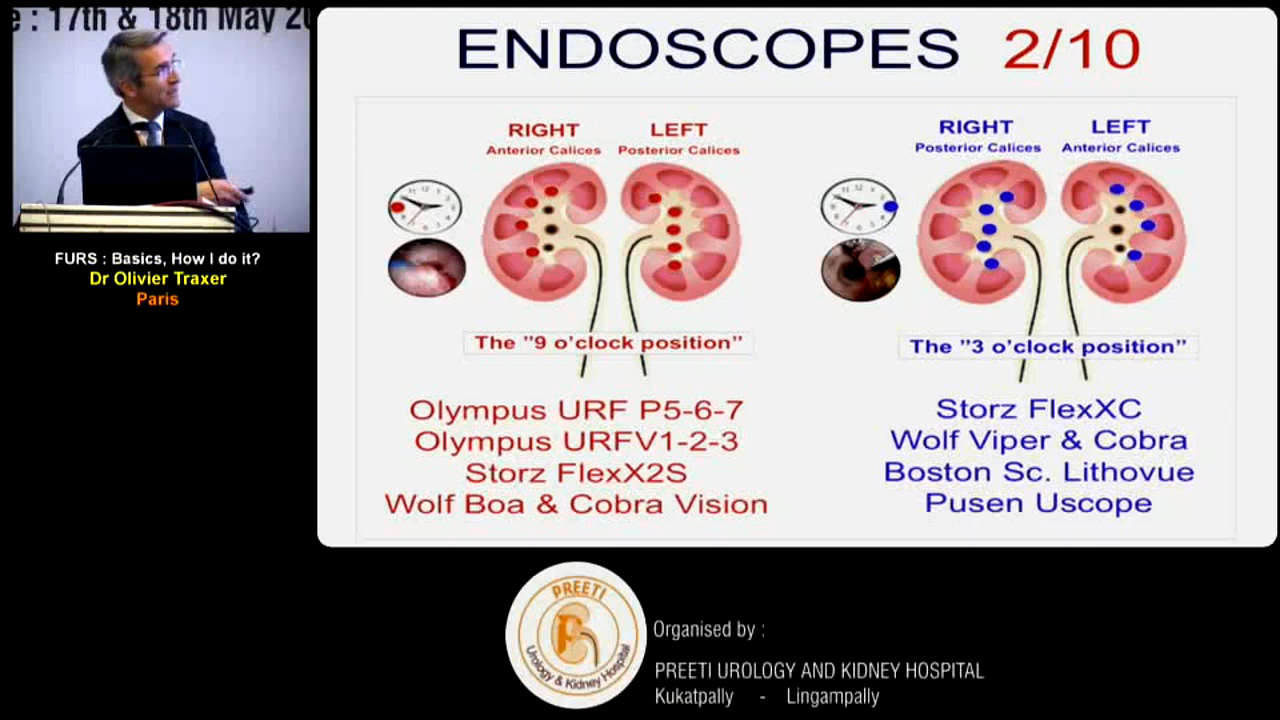 e : 17th & 18th May 20
FURS : Basics, How I do it?
Dr Olivier Traxer
Paris
ENDOSCOPES 2/10
RIGHT
Anterior Calices
LEFT
Posterior Calices
The "9 o'clock position"
Olympus URF P5-6-7
Olympus URFV1-2-3
Storz FlexX2S
Wolf Boa & Cobra Vision
RIGHT
Posterior Calices
LEFT
Anterior Calices
The "3 o'clock position"
Storz FlexXC
Wolf Viper & Cobra
Boston Sc. Lithovue
Pusen Uscope
PREETI
Urology & Kidney Hospital
Organised by :
PREETI UROLOGY AND KIDNEY HOSPITAL
Kukatpally - Lingampally